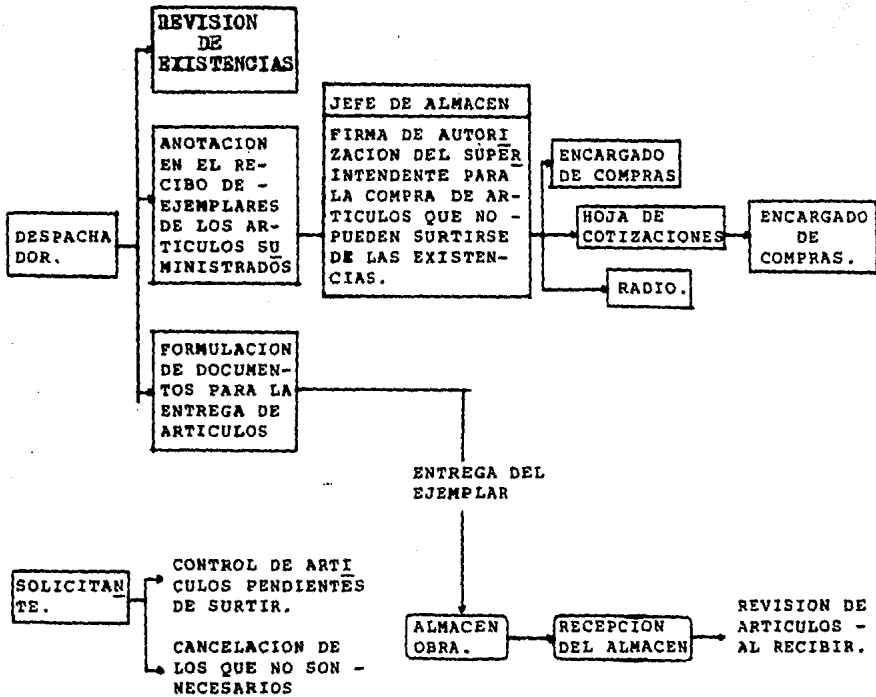 REVISION
DE
EXISTENCIAS
ANOTACION
EN EL RE-
CIBO DE -
EJEMPLARES
DE LOS AR-
TICULOS SU
MINISTRADOS
JEFE DE ALMACEN
FIRMA DE AUTORI
ZACION DEL SUPER
INTENDENTE PARA
LA COMPRA DE AR-
TICULOS QUE NO -
PUEDEN SURTIRSE
DE LAS EXISTEN-
CIAS.
ENCARGADO
DE COMPRAS
HOJA DE
COTIZACIONES
ENCARGADO
DE
COMPRAS.
RADIO.
DESPACHA
DOR.
FORMULACION
DE DOCUMEN-
TOS PARA LA
ENTREGA DE
ARTICULOS
ENTREGA DEL
EJEMPLAR
SOLICITAN
TE.
CONTROL DE ARTI
CULOS PENDIENTES
DE SURTIR.
CANCELACION DE
LOS QUE NO SON -
NECESARIOS
ALMACEN
OBRA.
RECEPCION
DEL ALMACEN
REVISION DE
ARTICULOS -
AL RECIBIR.